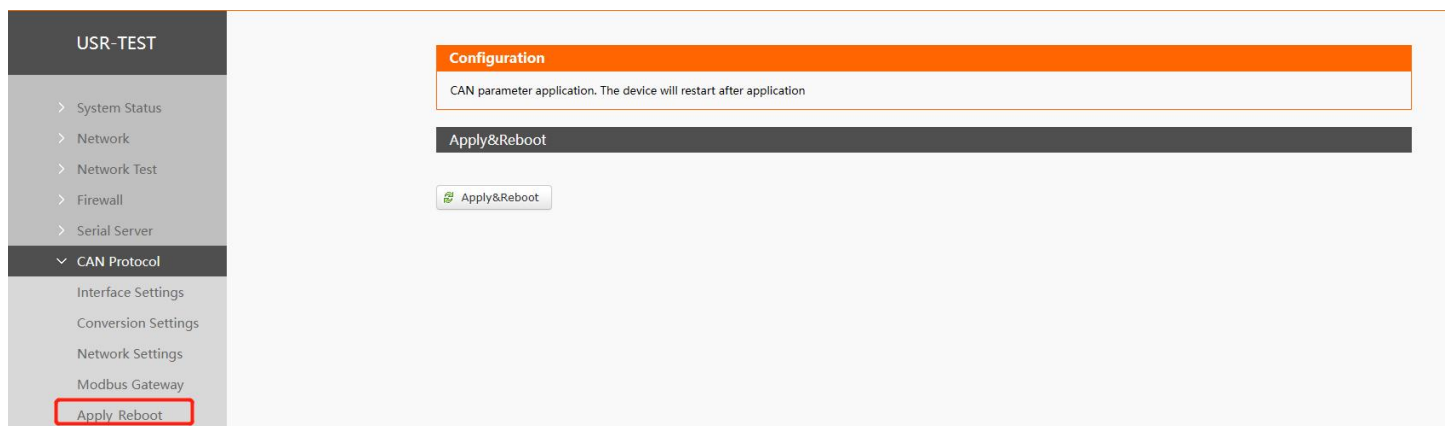 USR-TEST
System Status
Network
Network Test
Firewall
Serial Server
CAN Protocol
Interface Settings
Conversion Settings
Network Settings
Modbus Gateway
Apply Reboot
Configuration
CAN parameter application. The device will restart after application
Apply&Reboot
Apply&Reboot